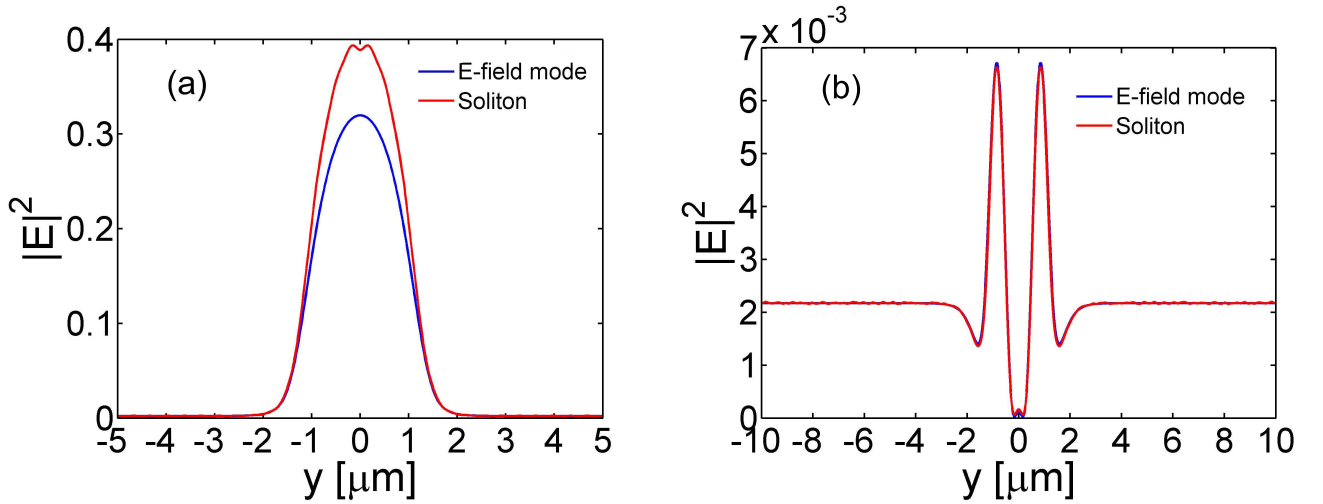 (a)
E-field mode
Soliton
|E|²
0.4
0.3
0.2
0.1
0
-5 -4 -3 -2 -1 0 1 2 3 4 5
y [μm]
(b)
E-field mode
Soliton
|E|²
x 10⁻³
7
6
5
4
3
2
1
0
-10 -8 -6 -4 -2 0 2 4 6 8 10
y [μm]